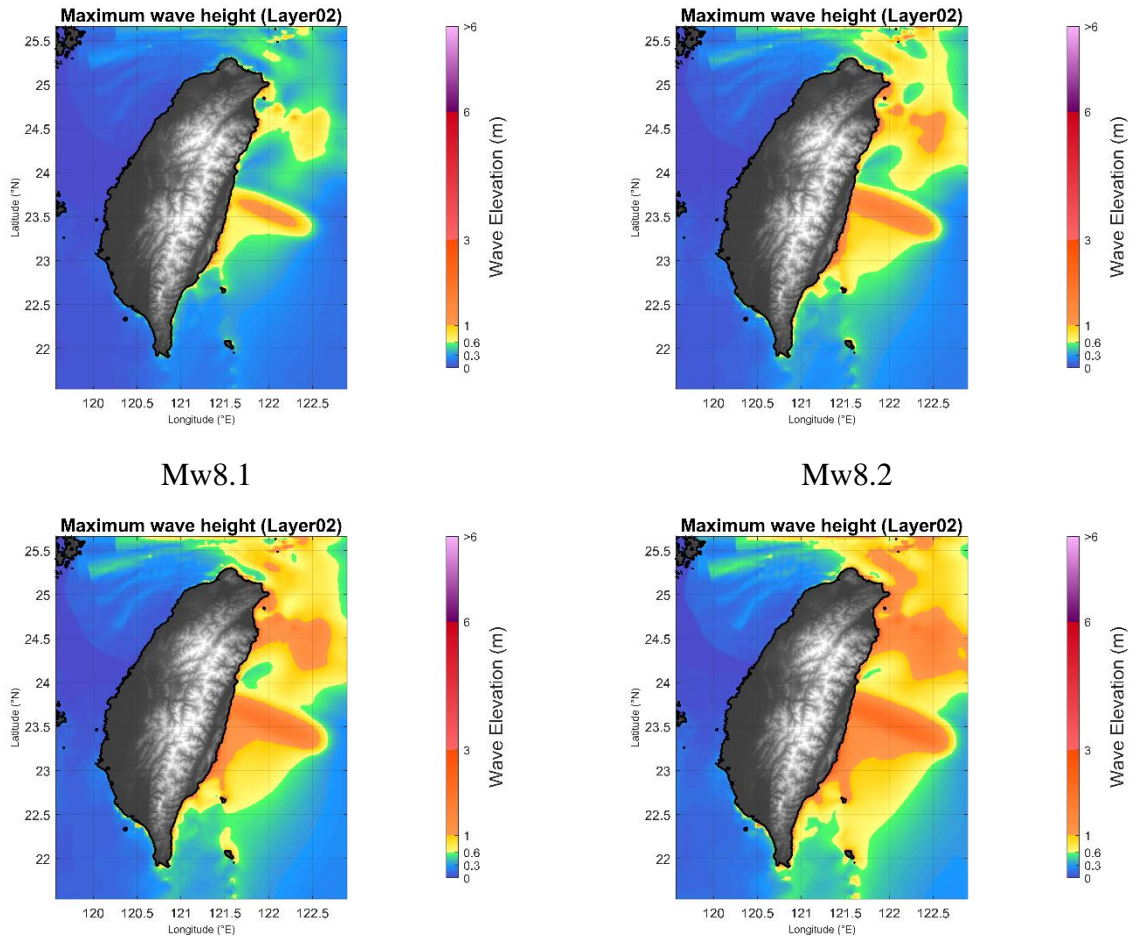 Maximum wave height (Layer02)
Latitude (°N)
25.5
25
24.5
24
23.5
23
22.5
22
120 120.5 121 121.5 122 122.5
Longitude (°E)
>6
6
3
1
0.6
0.3
0
Wave Elevation (m)
Maximum wave height (Layer02)
Latitude (°N)
25.5
25
24.5
24
23.5
23
22.5
22
120 120.5 121 121.5 122 122.5
Longitude (°E)
>6
6
3
1
0.6
0.3
0
Wave Elevation (m)
Mw8.1 Mw8.2
Maximum wave height (Layer02)
Latitude (°N)
25.5
25
24.5
24
23.5
23
22.5
22
120 120.5 121 121.5 122 122.5
Longitude (°E)
>6
6
3
1
0.6
0.3
0
Wave Elevation (m)
Maximum wave height (Layer02)
Latitude (°N)
25.5
25
24.5
24
23.5
23
22.5
22
120 120.5 121 121.5 122 122.5
Longitude (°E)
>6
6
3
1
0.6
0.3
0
Wave Elevation (m)